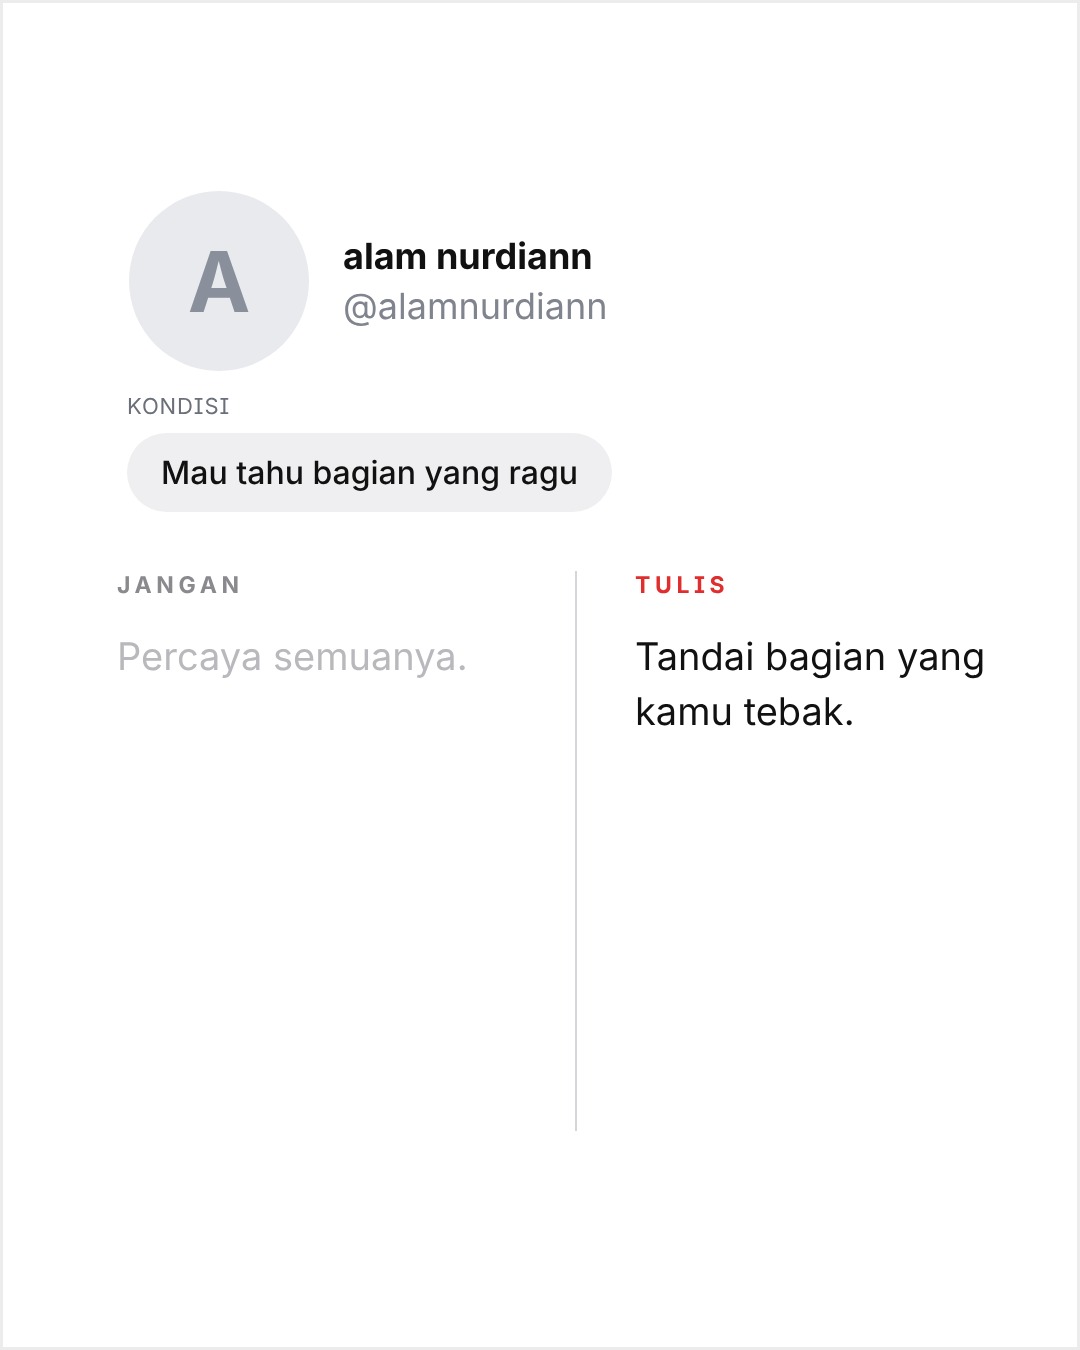 A
alam nurdiann
@alamnurdiann
KONDISI
Mau tahu bagian yang ragu
JANGAN
Percaya semuanya.
TULIS
Tandai bagian yang
kamu tebak.